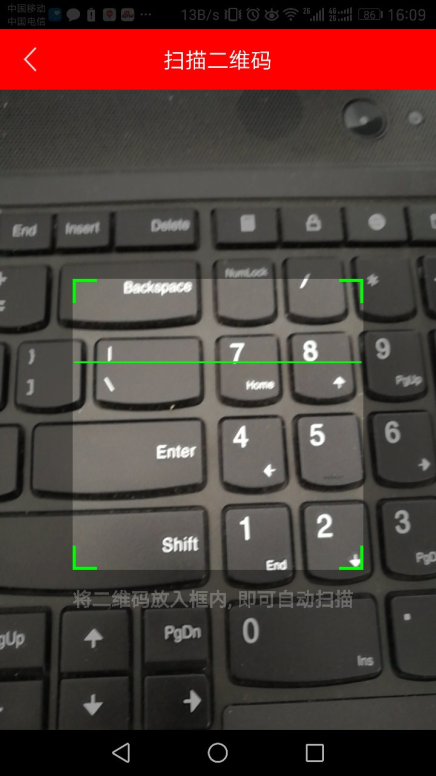 中国移动
中国电信
13B/s
86
16:09
扫描二维码
End Insert Delete
Backspace NumLock / *
} | 7 8 9
] \ Home PgUp
Enter 4 5 6
Shift 1 2 3
End PgD
将二维码放入框内, 即可自动扫描
gUp PgDn 0 .
Ins